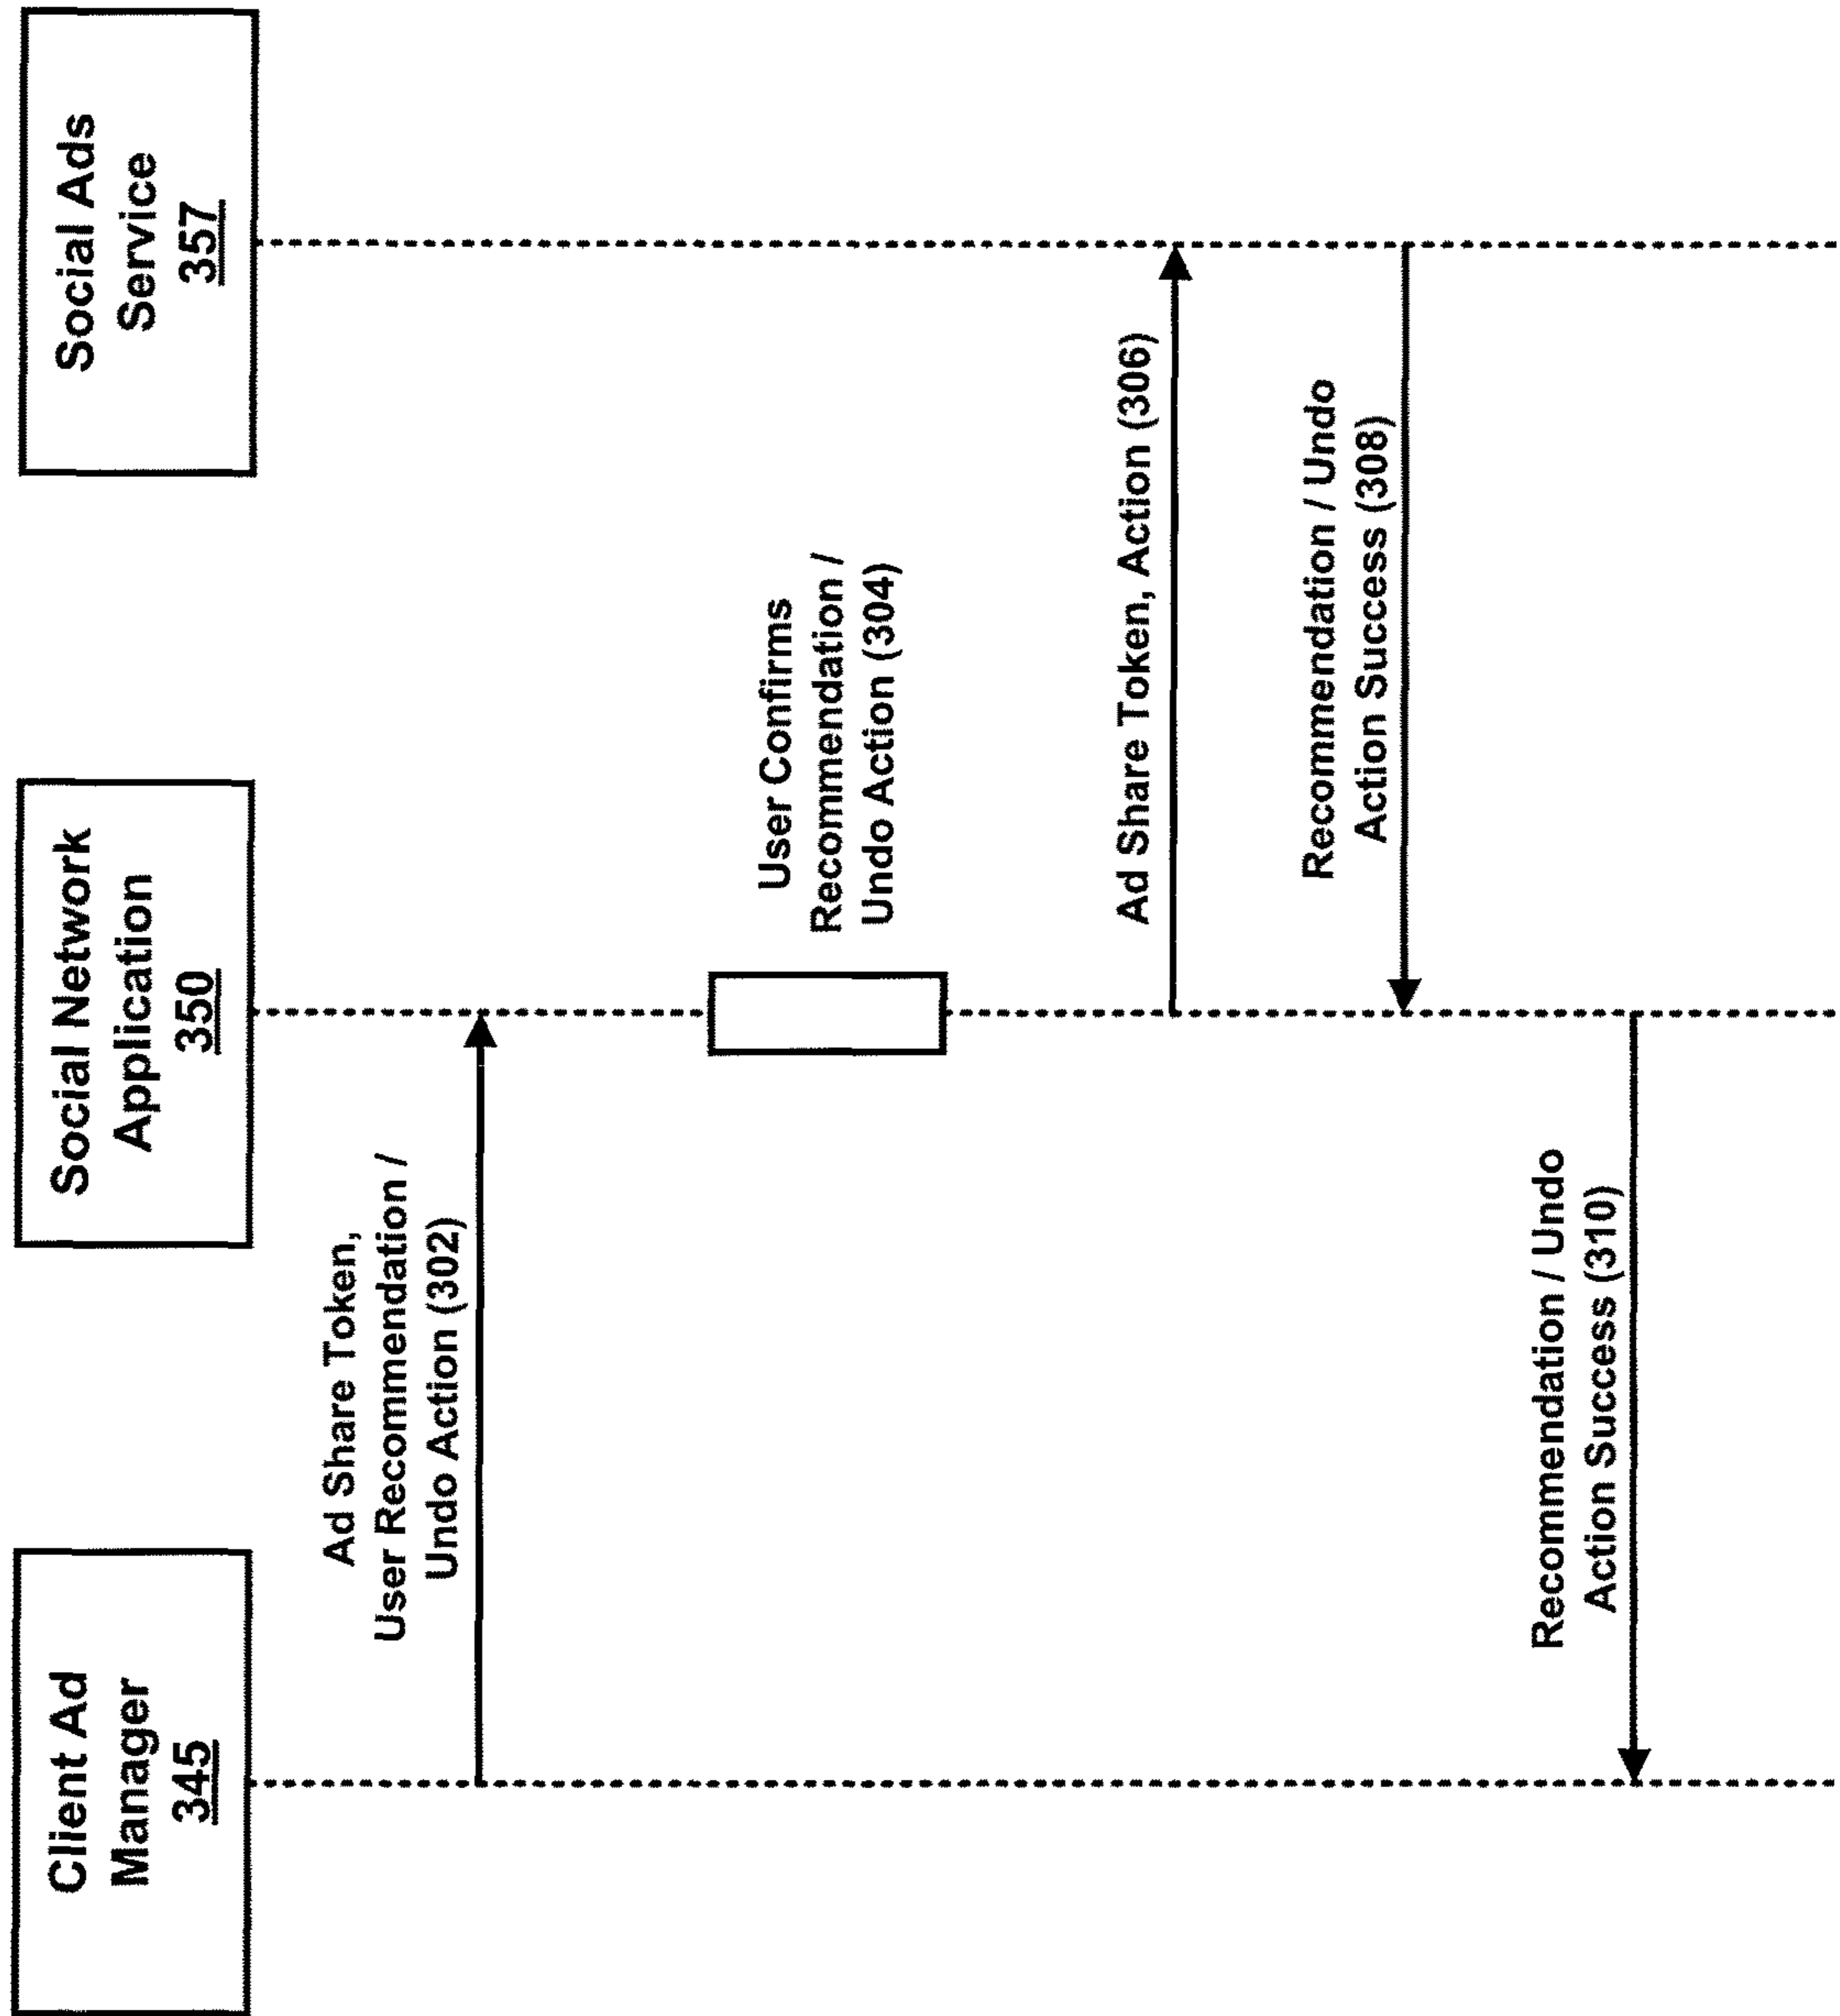 Client Ad
Manager
345
Social Network
Application
350
Social Ads
Service
357
Ad Share Token,
User Recommendation /
Undo Action (302)
User Confirms
Recommendation /
Undo Action (304)
Ad Share Token, Action (306)
Recommendation / Undo
Action Success (308)
Recommendation / Undo
Action Success (310)